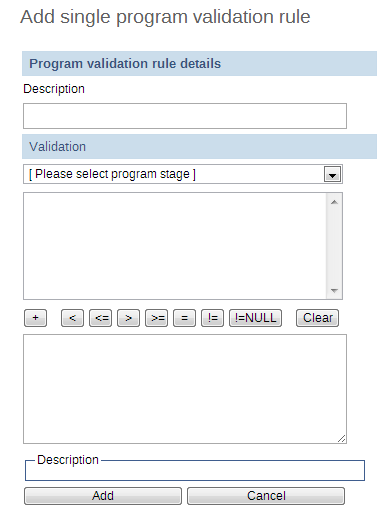 Add single program validation rule
Program validation rule details
Description
Validation
[ Please select program stage ]
+ < <= > >= = != !=NULL Clear
Description
Add Cancel